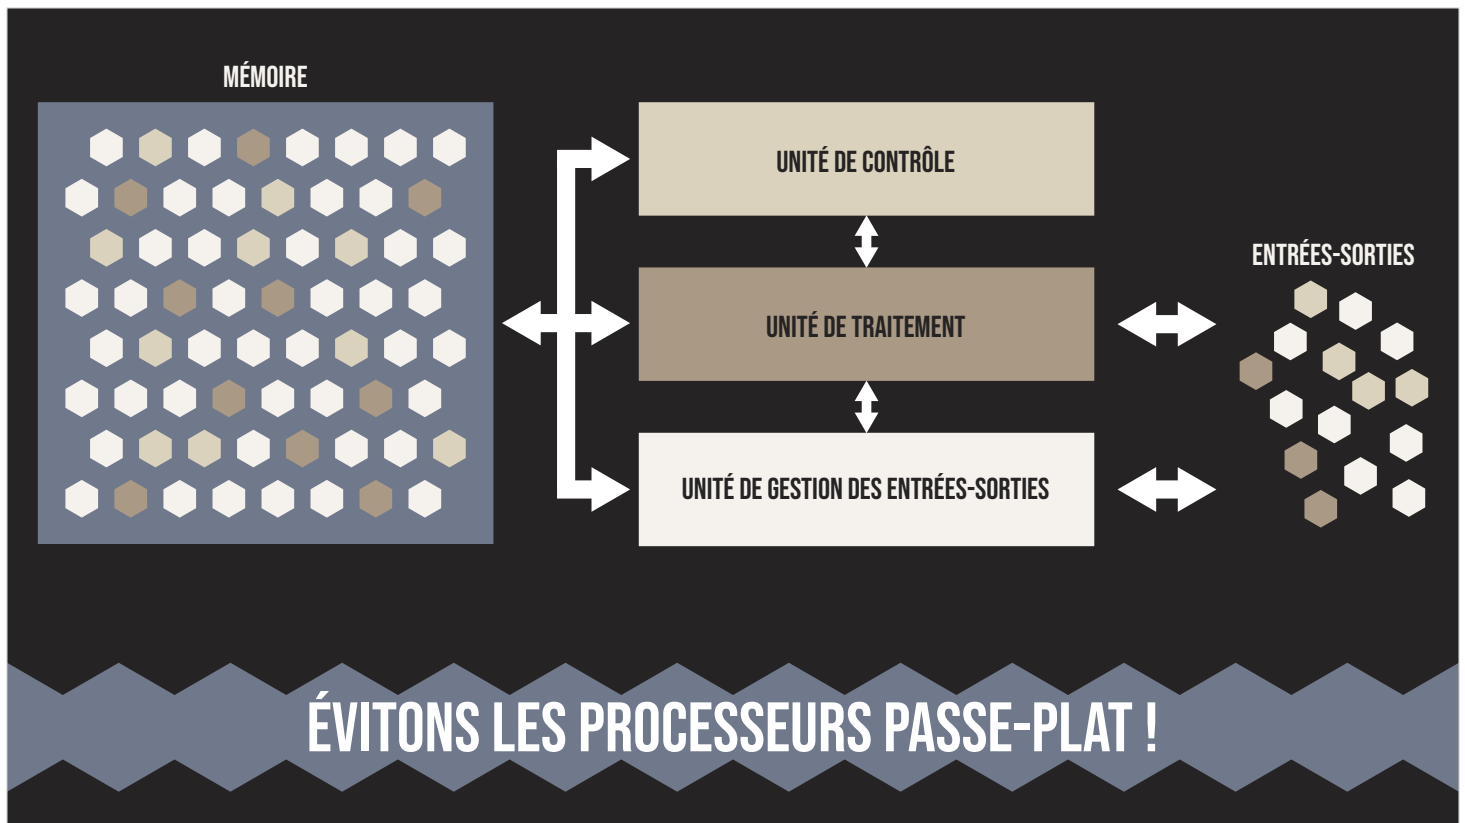 MÉMOIRE
UNITÉ DE CONTRÔLE
UNITÉ DE TRAITEMENT
UNITÉ DE GESTION DES ENTRÉES-SORTIES
ENTRÉES-SORTIES
ÉVITONS LES PROCESSEURS PASSE-PLAT !